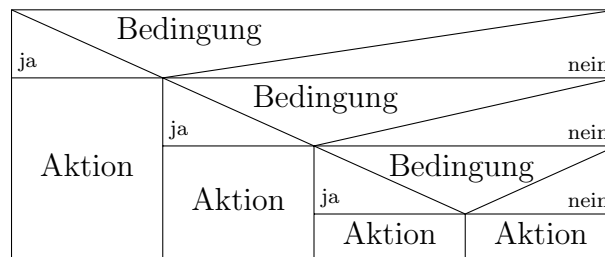 Bedingung
ja
nein
Bedingung
ja
nein
Aktion
Bedingung
Aktion
ja
nein
Aktion
Aktion